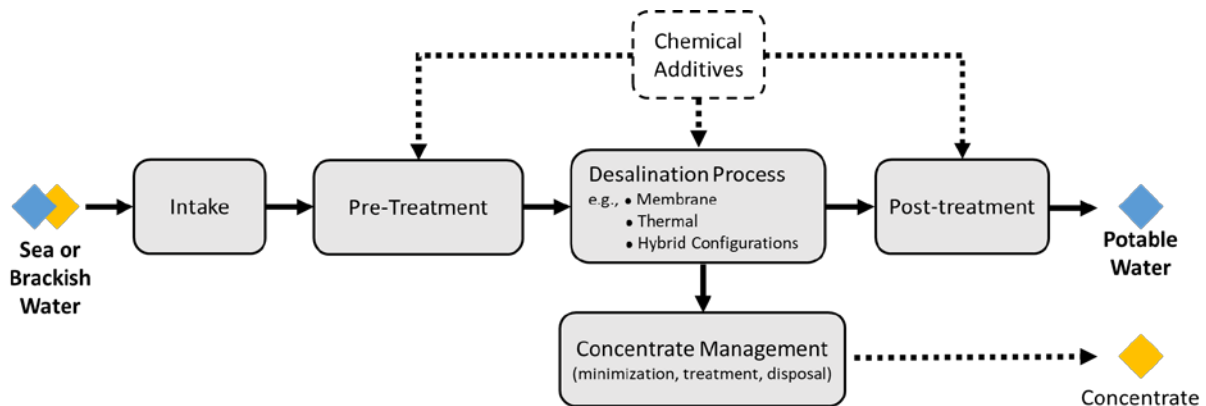 Chemical
Additives
Intake
Pre-Treatment
Desalination Process
e.g., • Membrane
• Thermal
• Hybrid Configurations
Post-treatment
Sea or
Brackish
Water
Potable
Water
Concentrate Management
(minimization, treatment, disposal)
Concentrate